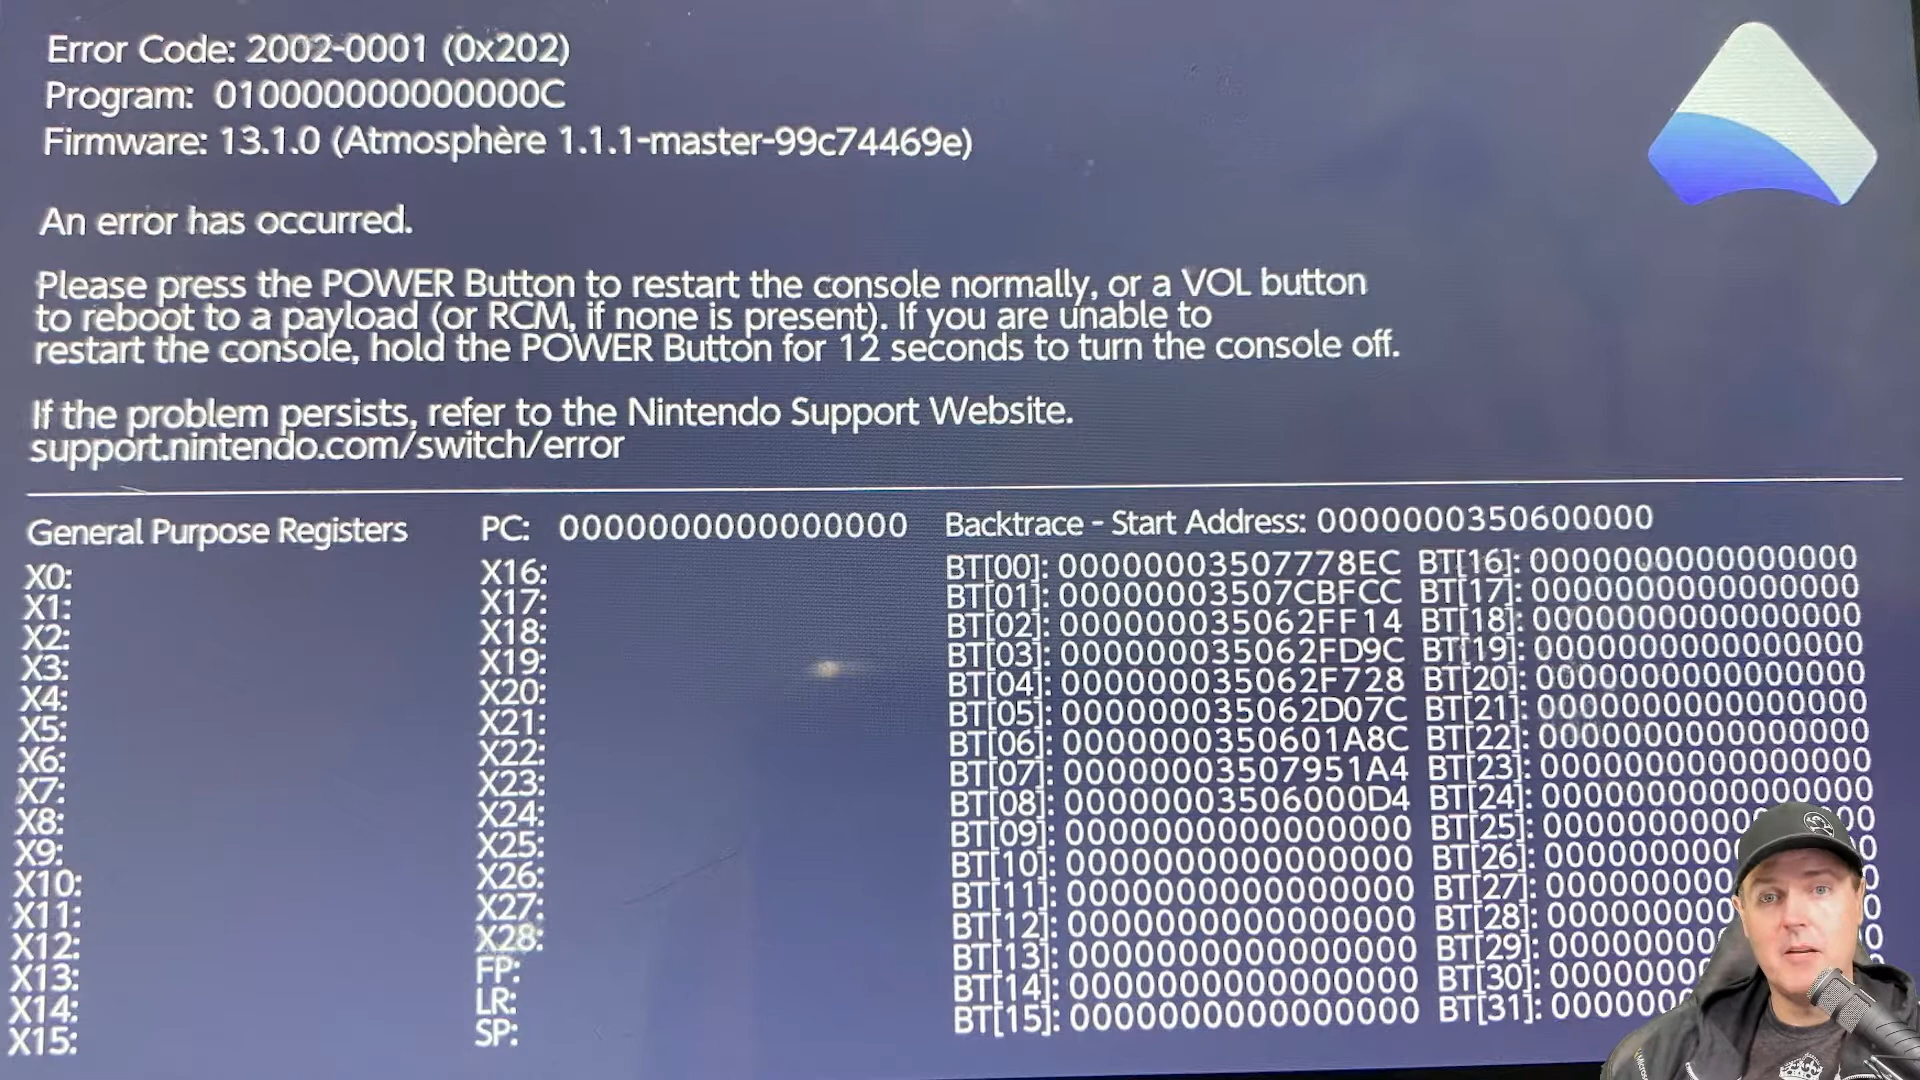 Error Code: 2002-0001 (0x202)
Program: 010000000000000C
Firmware: 13.1.0 (Atmosphère 1.1.1-master-99c74469e)
An error has occurred.
Please press the POWER Button to restart the console normally, or a VOL button
to reboot to a payload (or RCM, if none is present). If you are unable to
restart the console, hold the POWER Button for 12 seconds to turn the console off.
If the problem persists, refer to the Nintendo Support Website.
support.nintendo.com/switch/error
General Purpose Registers PC: 0000000000000000 Backtrace - Start Address: 0000000350600000
X0: X16: BT[00]: 00000003507778EC BT[16]: 0000000000000000
X1: X17: BT[01]: 00000003507CBFCC BT[17]: 0000000000000000
X2: X18: BT[02]: 000000035062FF14 BT[18]: 0000000000000000
X3: X19: BT[03]: 000000035062FD9C BT[19]: 0000000000000000
X4: X20: BT[04]: 000000035062F728 BT[20]: 0000000000000000
X5: X21: BT[05]: 000000035062D07C BT[21]: 0000000000000000
X6: X22: BT[06]: 0000000350601A8C BT[22]: 0000000000000000
X7: X23: BT[07]: 00000003507951A4 BT[23]: 0000000000000000
X8: X24: BT[08]: 00000003506000D4 BT[24]: 0000000000000000
X9: X25: BT[09]: 0000000000000000 BT[25]:
X10: X26: BT[10]: 0000000000000000 BT[26]:
X11: X27: BT[11]: 0000000000000000 BT[27]:
X12: X28: BT[12]: 0000000000000000 BT[28]:
X13: FP: BT[13]: 0000000000000000 BT[29]:
X14: LR: BT[14]: 0000000000000000 BT[30]:
X15: SP: BT[15]: 0000000000000000 BT[31]: